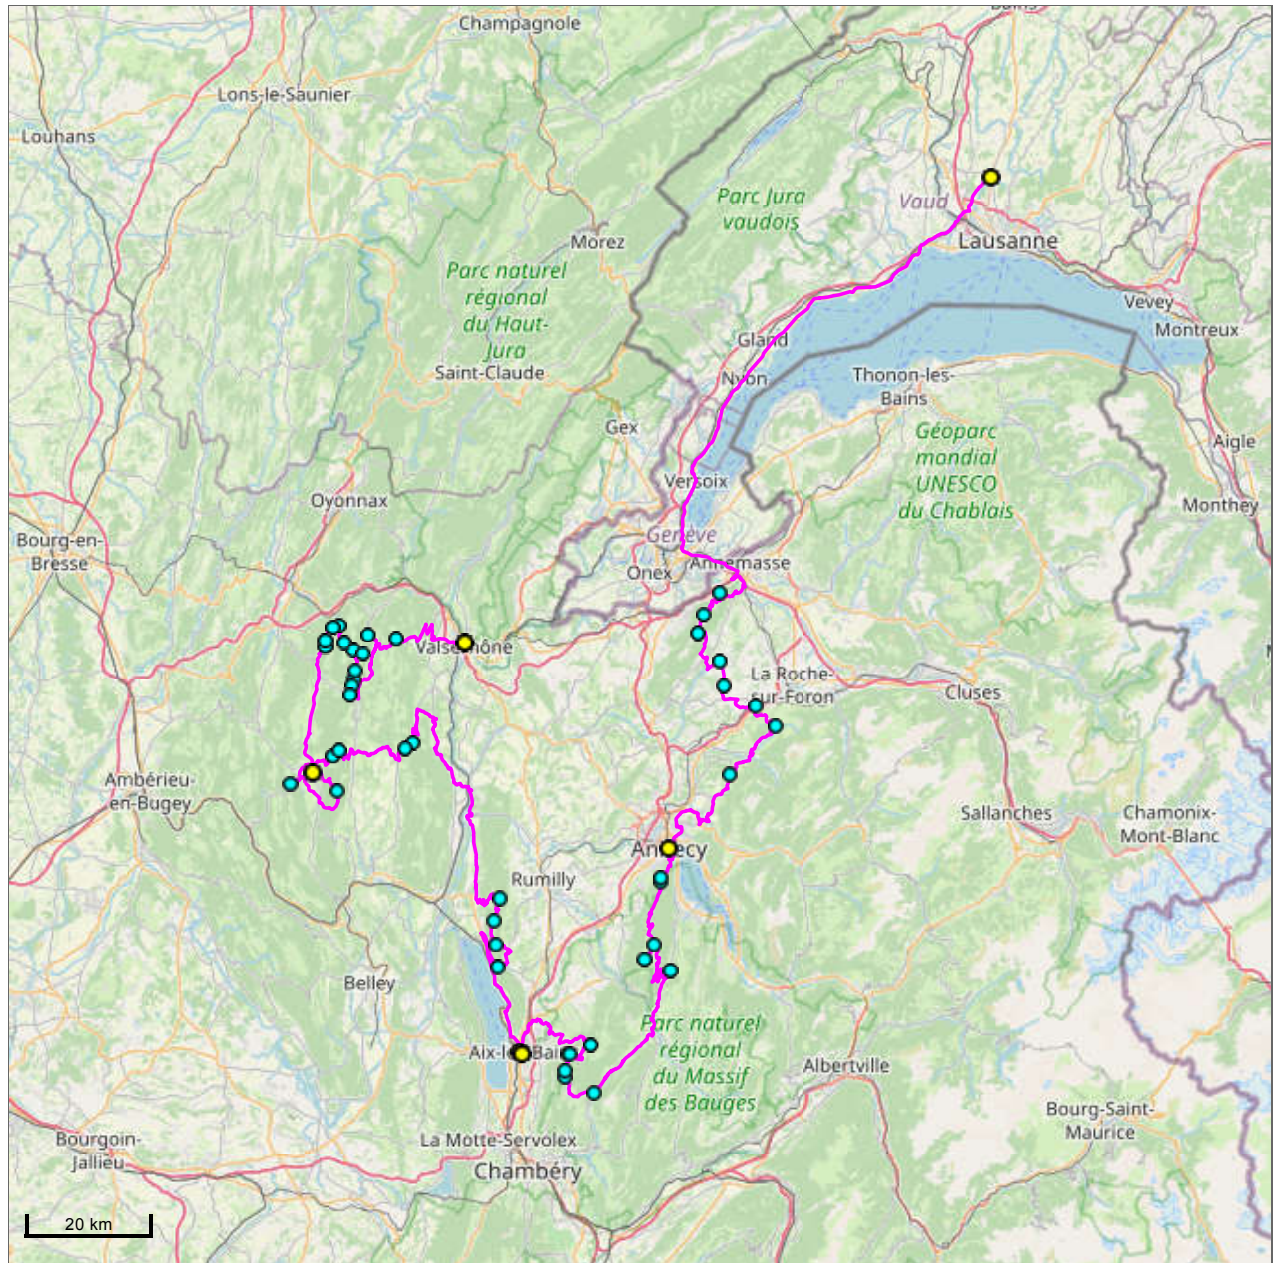 Champagnole
Lons-le-Saunier
Louhans
Parc Jura
vaudois
Vaud
Morez
Lausanne
Parc naturel
régional
du Haut-
Jura
Vevey
Montreux
Gland
Saint-Claude
Nyon
Thonon-les-
Bains
Gex
Géoparc
mondial
UNESCO
du Chablais
Aigle
Versoix
Oyonnax
Monthey
Bourg-en-
Bresse
Genève
Onex
Annemasse
La Roche-
sur-Foron
Cluses
Ambérieu-
en-Bugey
Sallanches
Chamonix-
Mont-Blanc
Rumilly
Belley
Parc naturel
régional
du Massif
des Bauges
Albertville
Bourg-Saint-
Maurice
Bourgoin-
Jallieu
La Motte-Servolex
Chambéry
20 km